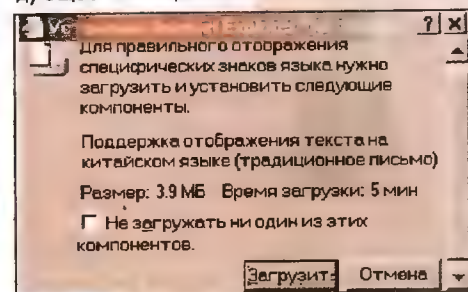 ? ×
Для правильного отображения
специфических знаков языка нужно
загрузить и установить следующие
компоненты.
Поддержка отображения текста на
китайском языке (традиционное письмо)
Размер: 3.9 МБ Время загрузки: 5 мин
Не загружать ни один из этих
компонентов.
Загрузить Отмена